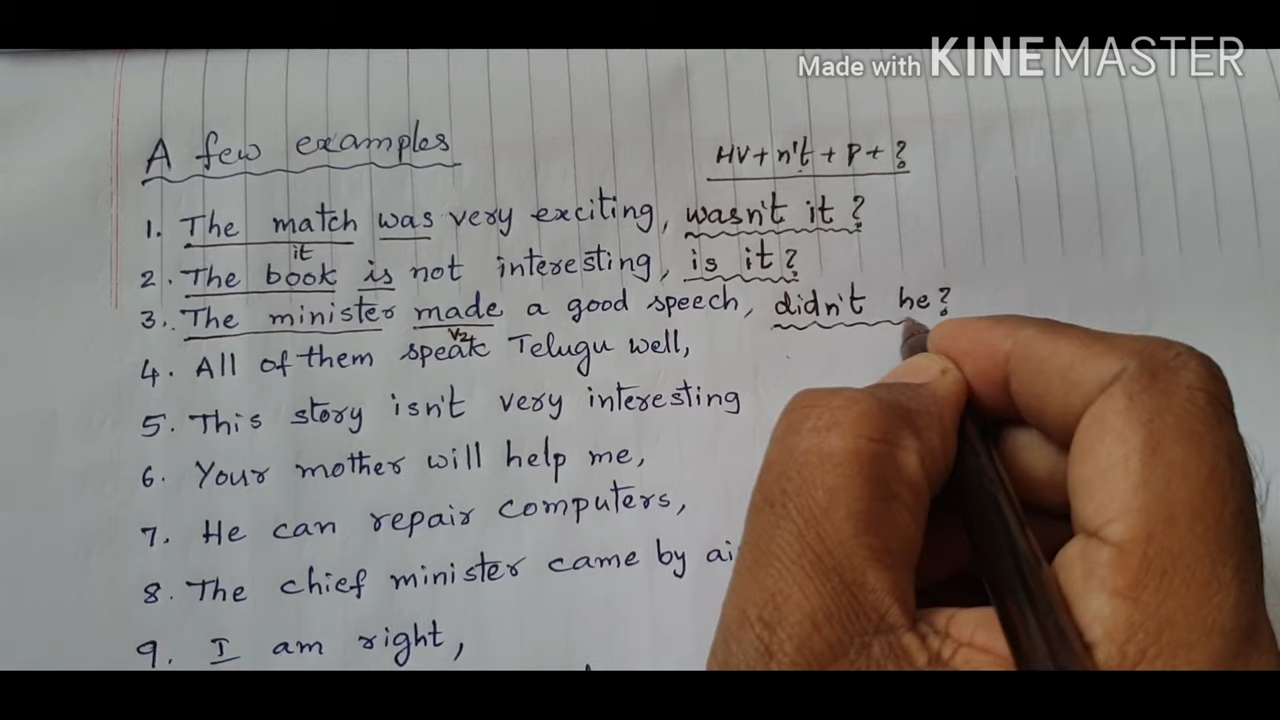 Made with KINEMASTER
A few examples
HV + n't + P + ?
1. The match was very exciting, wasn't it?
it
2. The book is not interesting, is it?
3. The minister made a good speech, didn't he?
V2
4. All of them speak Telugu well,
5. This story isn't very interesting
6. Your mother will help me,
7. He can repair computers,
8. The chief minister came by
9. I am right,